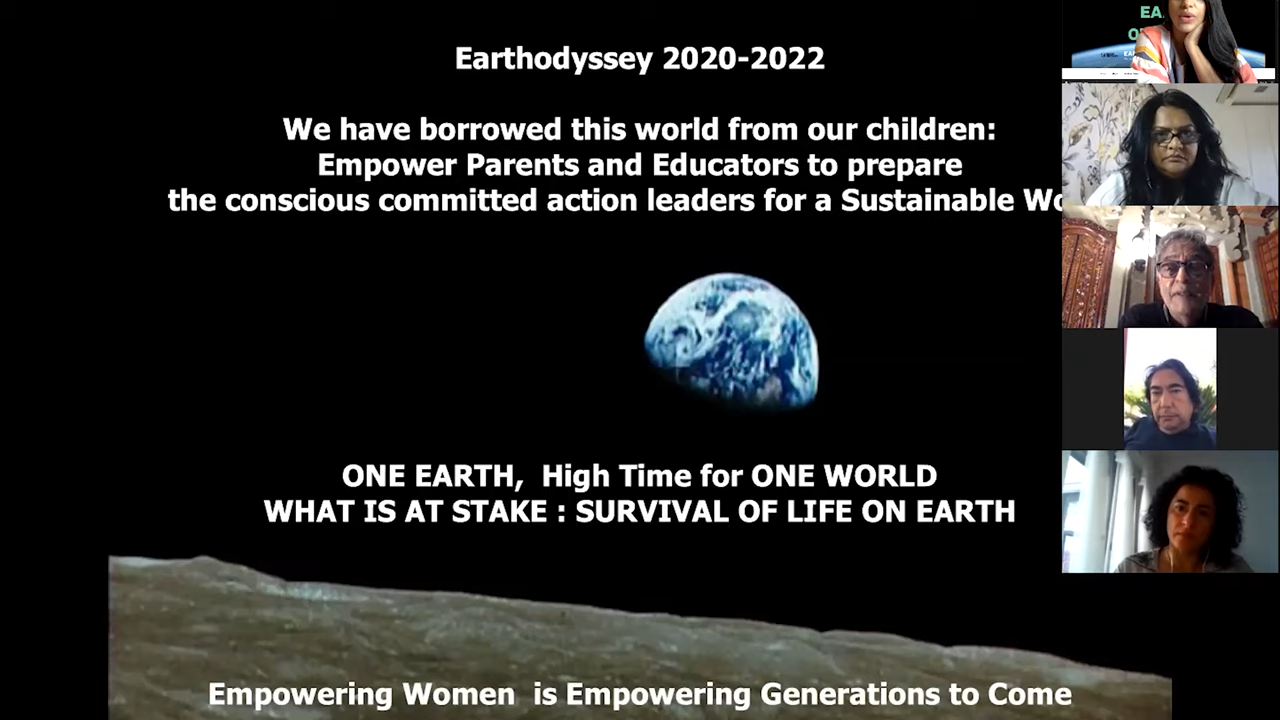 Earthodyssey 2020-2022
We have borrowed this world from our children:
Empower Parents and Educators to prepare
the conscious committed action leaders for a Sustainable Wo
ONE EARTH, High Time for ONE WORLD
WHAT IS AT STAKE : SURVIVAL OF LIFE ON EARTH
Empowering Women is Empowering Generations to Come
EA